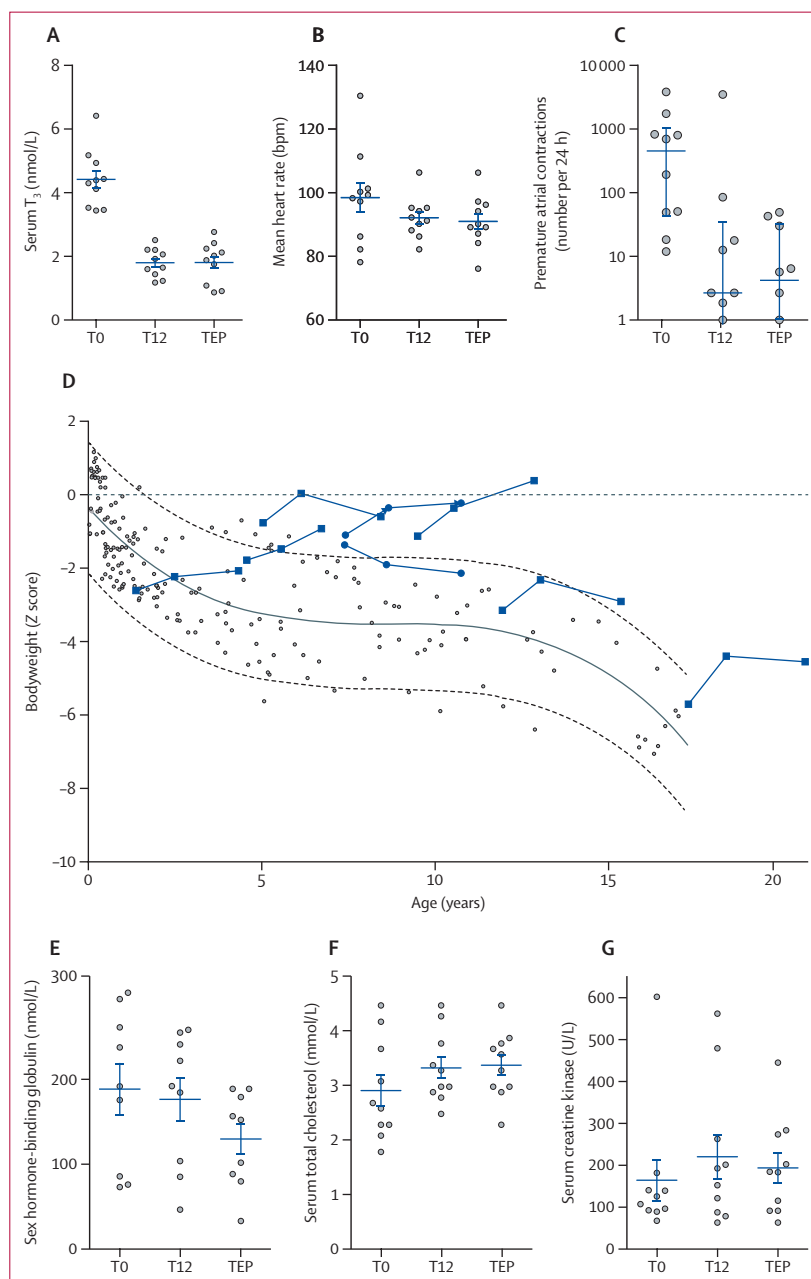 A
B
C
8
6
4
2
0
Serum T3 (nmol/L)
T0 T12 TEP
140
120
100
80
60
Mean heart rate (bpm)
T0 T12 TEP
10 000
1000
100
10
1
Premature atrial contractions
(number per 24 h)
T0 T12 TEP
D
2
0
−2
−4
−6
−8
−10
Bodyweight (Z score)
0 5 10 15 20
Age (years)
E
F
G
300
200
100
0
Sex hormone-binding globulin (nmol/L)
T0 T12 TEP
5
4
3
2
1
0
Serum total cholesterol (mmol/L)
T0 T12 TEP
600
500
400
300
200
100
0
Serum creatine kinase (U/L)
T0 T12 TEP